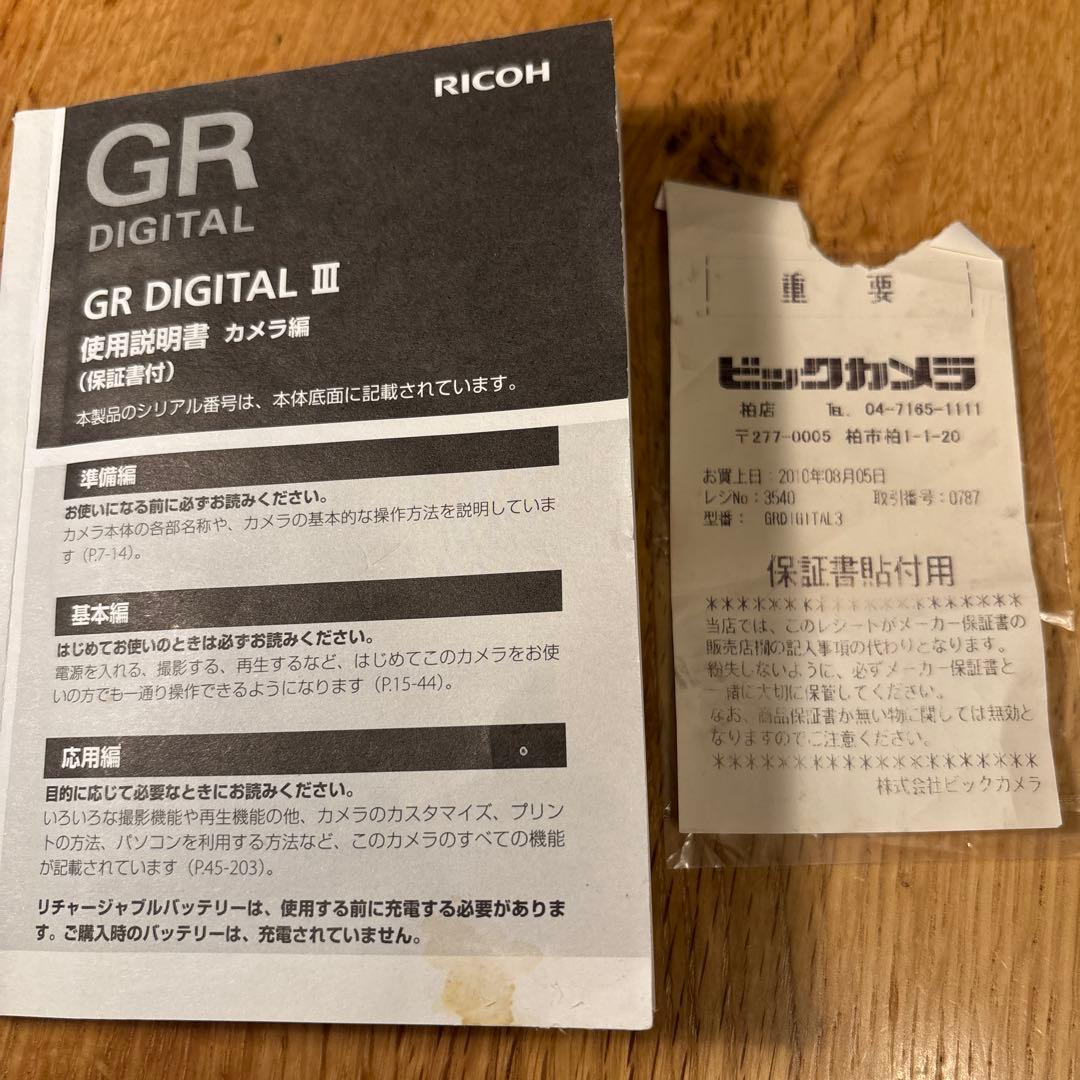 RICOH
GR
DIGITAL
GR DIGITAL Ⅲ
使用説明書 カメラ編
（保証書付）
本製品のシリアル番号は、本体底面に記載されています。
準備編
お使いになる前に必ずお読みください。
カメラ本体の各部名称や、カメラの基本的な操作方法を説明していま
す（P.7-14）。
基本編
はじめてお使いのときは必ずお読みください。
電源を入れる、撮影する、再生するなど、はじめてこのカメラをお使
いの方でも一通り操作できるようになります（P.15-44）。
応用編
目的に応じて必要なときにお読みください。
いろいろな撮影機能や再生機能の他、カメラのカスタマイズ、プリン
トの方法、パソコンを利用する方法など、このカメラのすべての機能
が記載されています（P.45-203）。
リチャージャブルバッテリーは、使用する前に充電する必要がありま
す。ご購入時のバッテリーは、充電されていません。
重 要
ビックカメラ
柏店 TEL. 04-7165-1111
〒277-0005 柏市柏1-1-20
お買上日：2010年08月05日
レジNo：3540 取引番号：0787
型番： GRDIGITAL3
保証書貼付用
＊＊＊＊＊＊＊＊＊＊＊＊＊＊＊＊＊＊＊＊＊
当店では、このレシートがメーカー保証書の
販売店欄の記入事項の代わりとなります。
紛失しないように、必ずメーカー保証書と
一緒に大切に保管してください。
なお、商品保証書が無い物に関しては無効と
なりますのでご注意ください。
＊＊＊＊＊＊＊＊＊＊＊＊＊＊＊＊＊＊＊＊＊
株式会社ビックカメラ